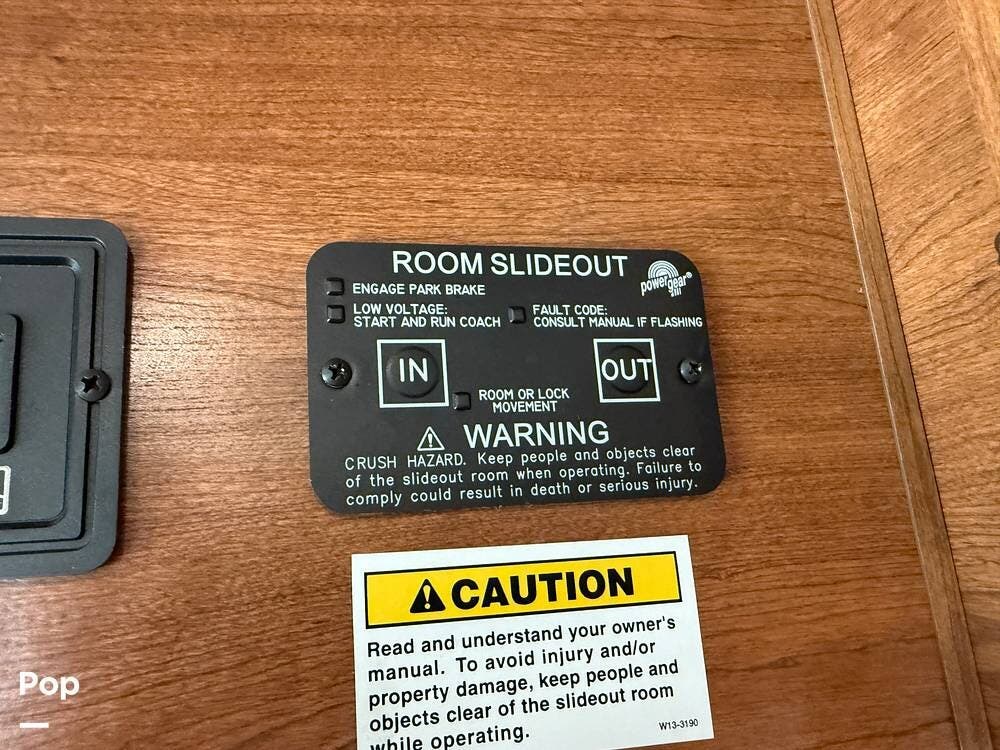 ROOM SLIDEOUT
powergear®
ENGAGE PARK BRAKE
LOW VOLTAGE:
START AND RUN COACH
FAULT CODE:
CONSULT MANUAL IF FLASHING
IN
OUT
ROOM OR LOCK
MOVEMENT
WARNING
CRUSH HAZARD. Keep people and objects clear
of the slideout room when operating. Failure to
comply could result in death or serious injury.
CAUTION
Read and understand your owner's
manual. To avoid injury and/or
property damage, keep people and
objects clear of the slideout room
while operating.
W13-3190
Pop